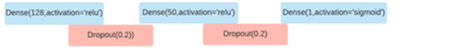 Dense(128,activation='relu')
Dropout(0.2))
Dense(50,activation='relu')
Dropout(0.2)
Dense(1,activation='sigmoid')